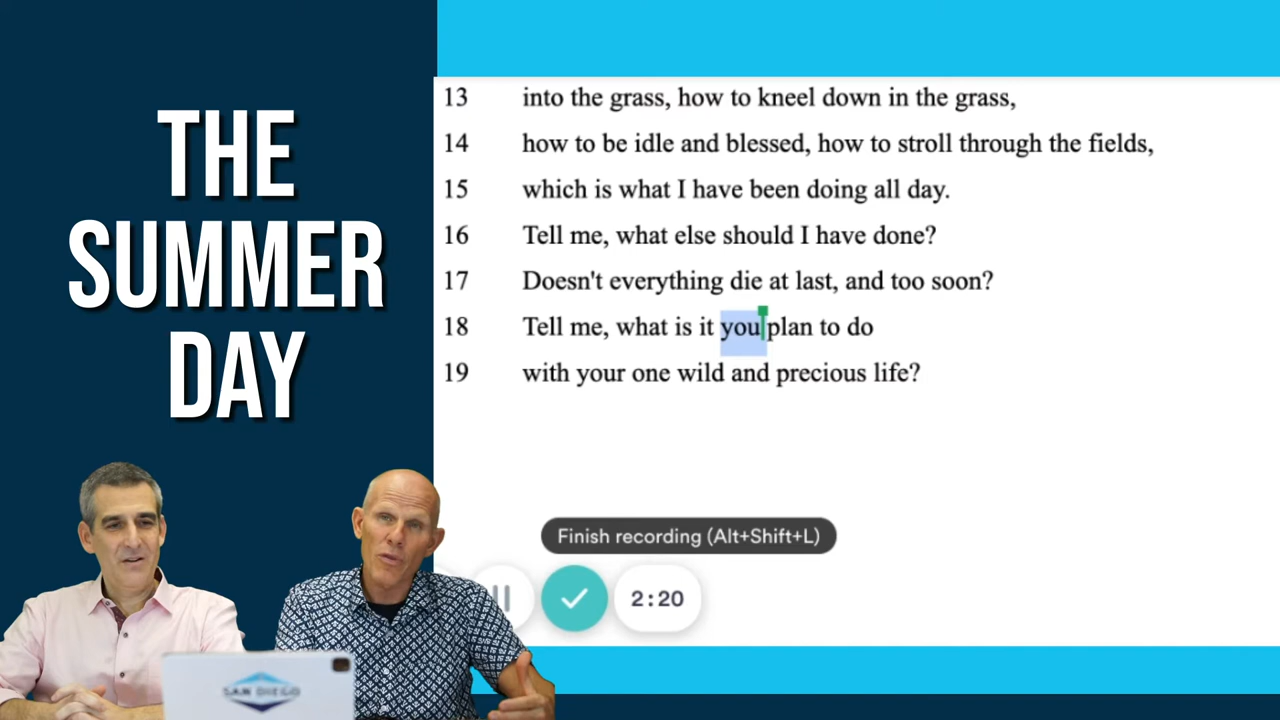 THE
SUMMER
DAY
13 into the grass, how to kneel down in the grass,
14 how to be idle and blessed, how to stroll through the fields,
15 which is what I have been doing all day.
16 Tell me, what else should I have done?
17 Doesn't everything die at last, and too soon?
18 Tell me, what is it you plan to do
19 with your one wild and precious life?
Finish recording (Alt+Shift+L)
2:20
SAN DIEGO